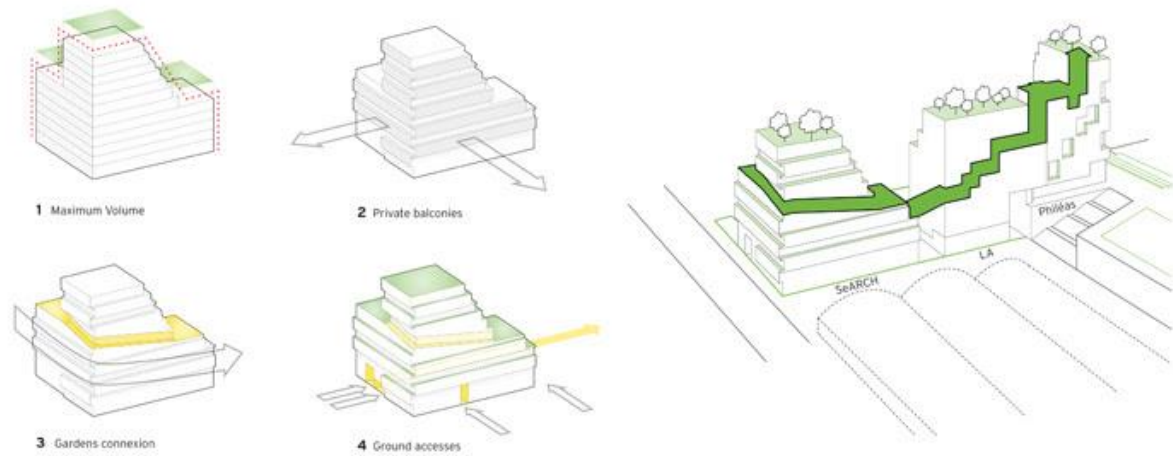 1 Maximum Volume
2 Private balconies
3 Gardens connexion
4 Ground accesses
SeARCH
LA
Philéas